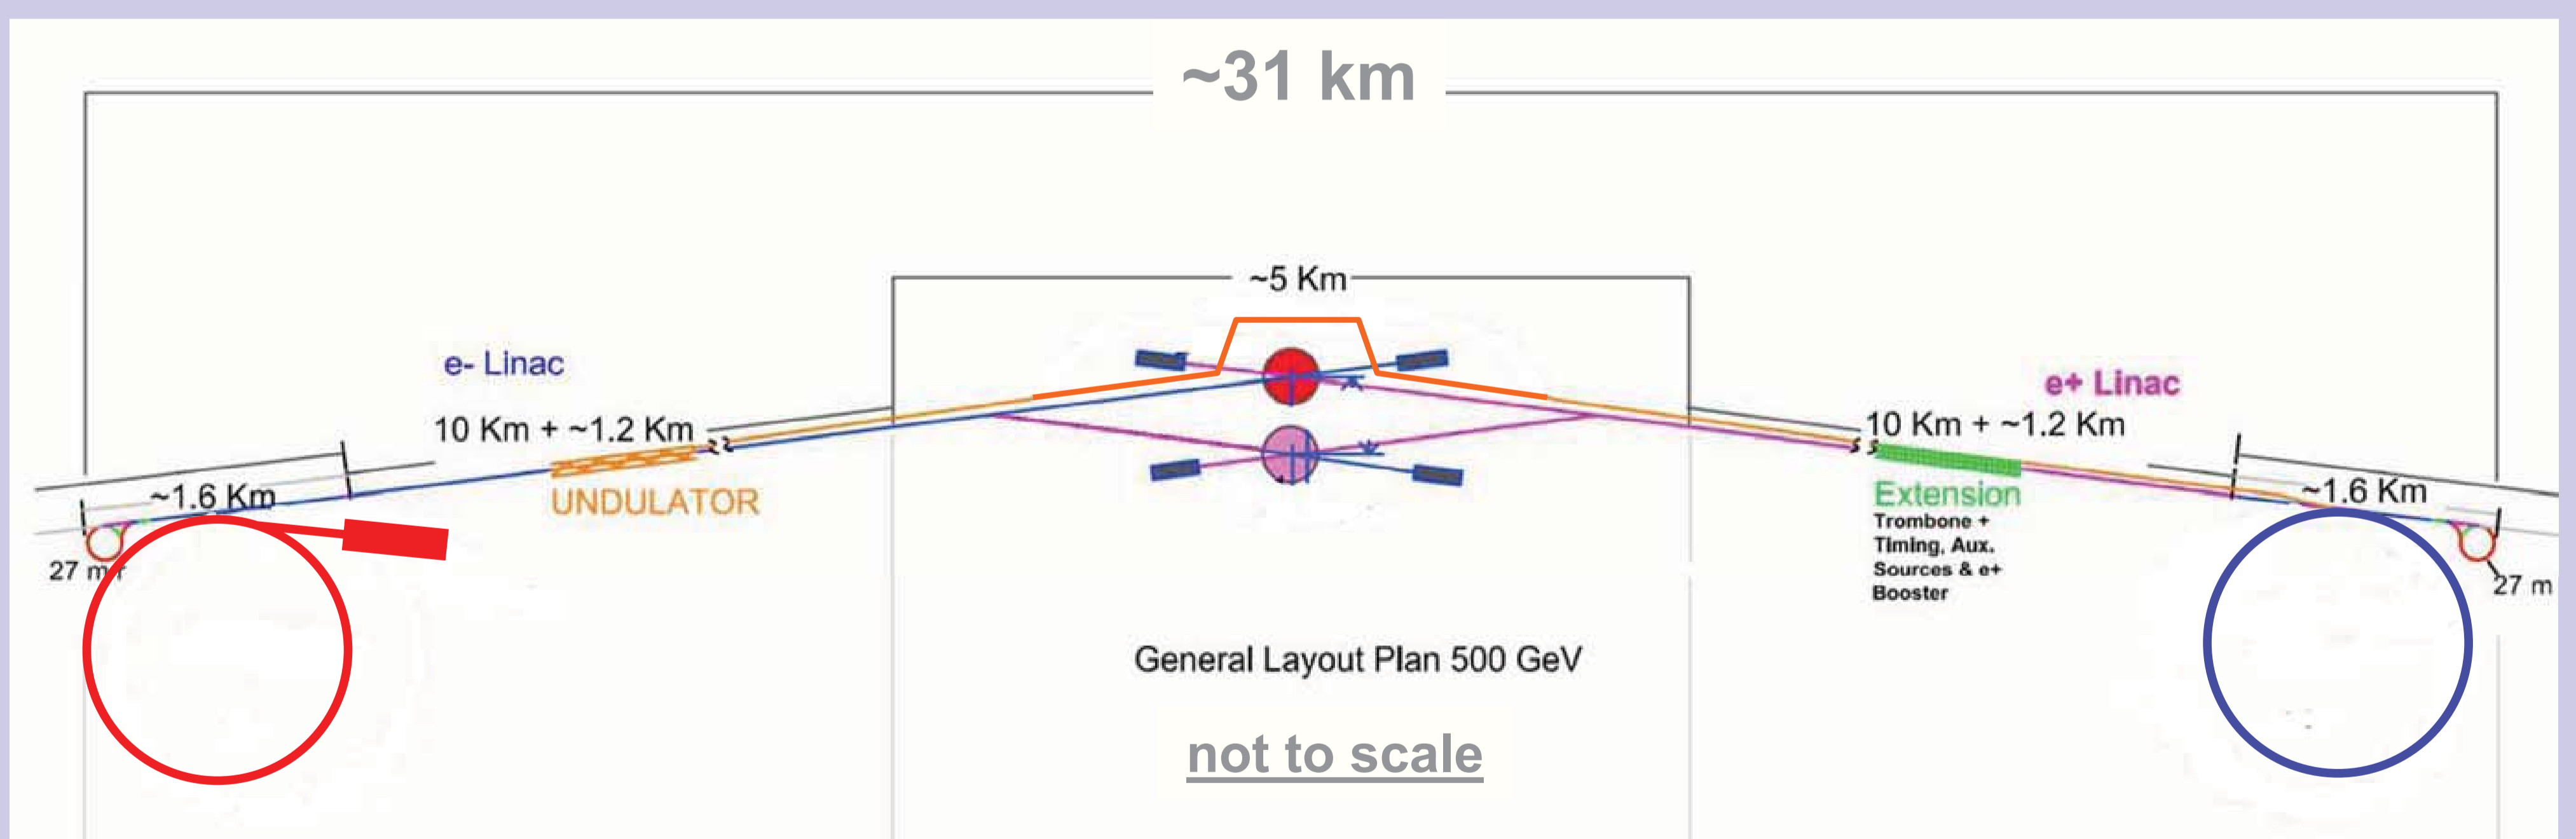 ~31 km
~5 Km
e- Linac
e+ Linac
10 Km + ~1.2 Km
10 Km + ~1.2 Km
~1.6 Km
UNDULATOR
Extension
~1.6 Km
Trombone +
Timing, Aux.
Sources & e+
Booster
27 m
27 m
General Layout Plan 500 GeV
not to scale